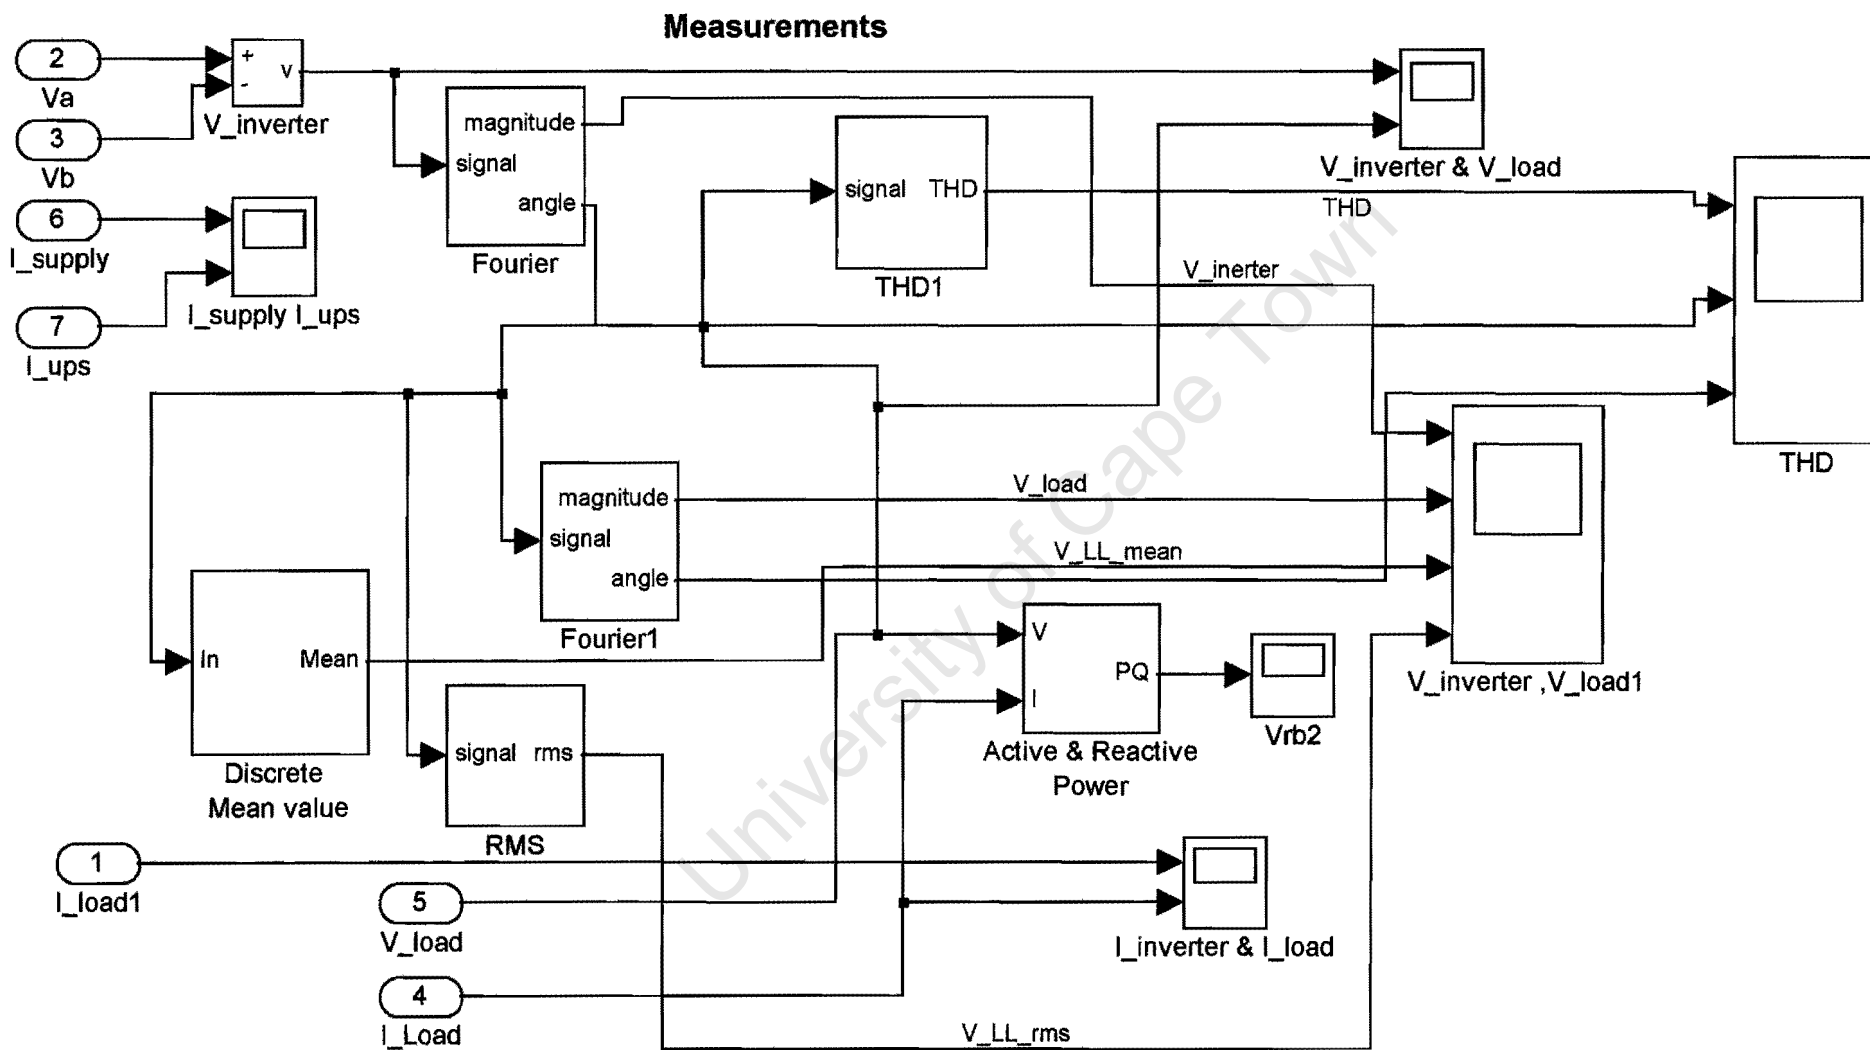 Measurements
2
Va
+
-
v
V_inverter
3
Vb
6
I_supply
7
I_ups
I_supply I_ups
magnitude
signal
angle
Fourier
signal THD
THD1
V_inverter & V_load
THD
V_inerter
THD
magnitude
signal
angle
Fourier1
V_load
V_LL_mean
V_inverter ,V_load1
In Mean
Discrete
Mean value
signal rms
RMS
V
I
PQ
Active & Reactive
Power
Vrb2
1
I_load1
5
V_load
4
I_Load
I_inverter & I_load
V_LL_rms
University of Cape Town